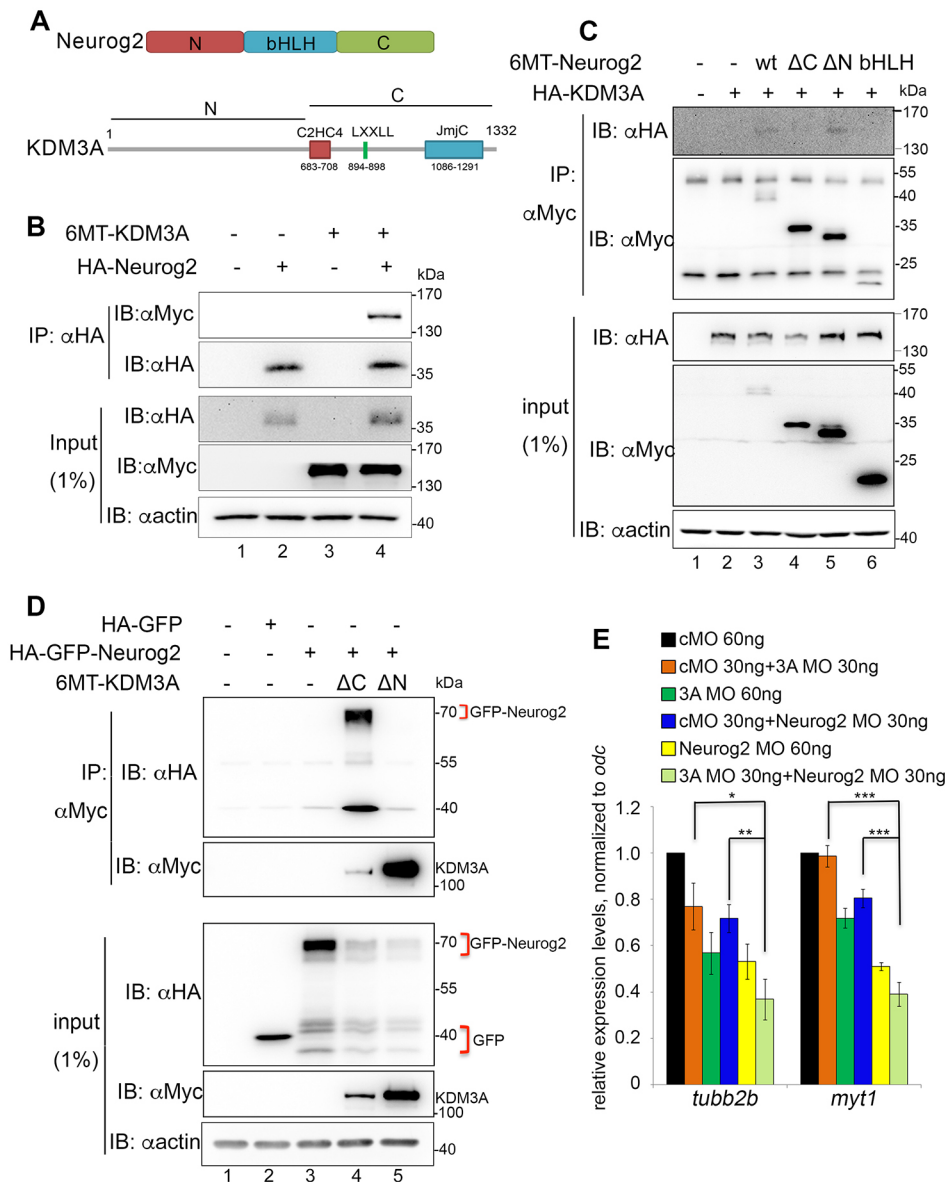 A
Neurog2 N bHLH C
N C
1 C2HC4 LXXLL JmjC 1332
KDM3A
683-708 894-898 1086-1291
B
6MT-KDM3A - - + +
HA-Neurog2 - + - +
kDa
IP: αHA
IB:αMyc -170
-130
IB:αHA -35
Input
(1%)
IB:αHA -35
IB:αMyc -170
-130
IB: αactin -40
1 2 3 4
C
6MT-Neurog2 - - wt ΔC ΔN bHLH
HA-KDM3A - + + + + +
kDa
IP:
αMyc
IB: αHA -170
-130
IB: αMyc -55
-40
-35
-25
input
(1%)
IB: αHA -170
-130
IB: αMyc -55
-40
-35
-25
IB: αactin -40
1 2 3 4 5 6
D
HA-GFP - + - - -
HA-GFP-Neurog2 - - + + +
6MT-KDM3A - - - ΔC ΔN
kDa
IP:
αMyc
IB: αHA -70 GFP-Neurog2
-55
-40
IB: αMyc KDM3A
-100
input
(1%)
IB: αHA -70 GFP-Neurog2
-55
-40 GFP
IB: αMyc KDM3A
-100
IB: αactin -40
1 2 3 4 5
E
cMO 60ng
cMO 30ng+3A MO 30ng
3A MO 60ng
cMO 30ng+Neurog2 MO 30ng
Neurog2 MO 60ng
3A MO 30ng+Neurog2 MO 30ng
relative expression levels, normalized to odc
1.2
1.0
0.8
0.6
0.4
0.2
0
* ***
** ***
tubb2b myt1